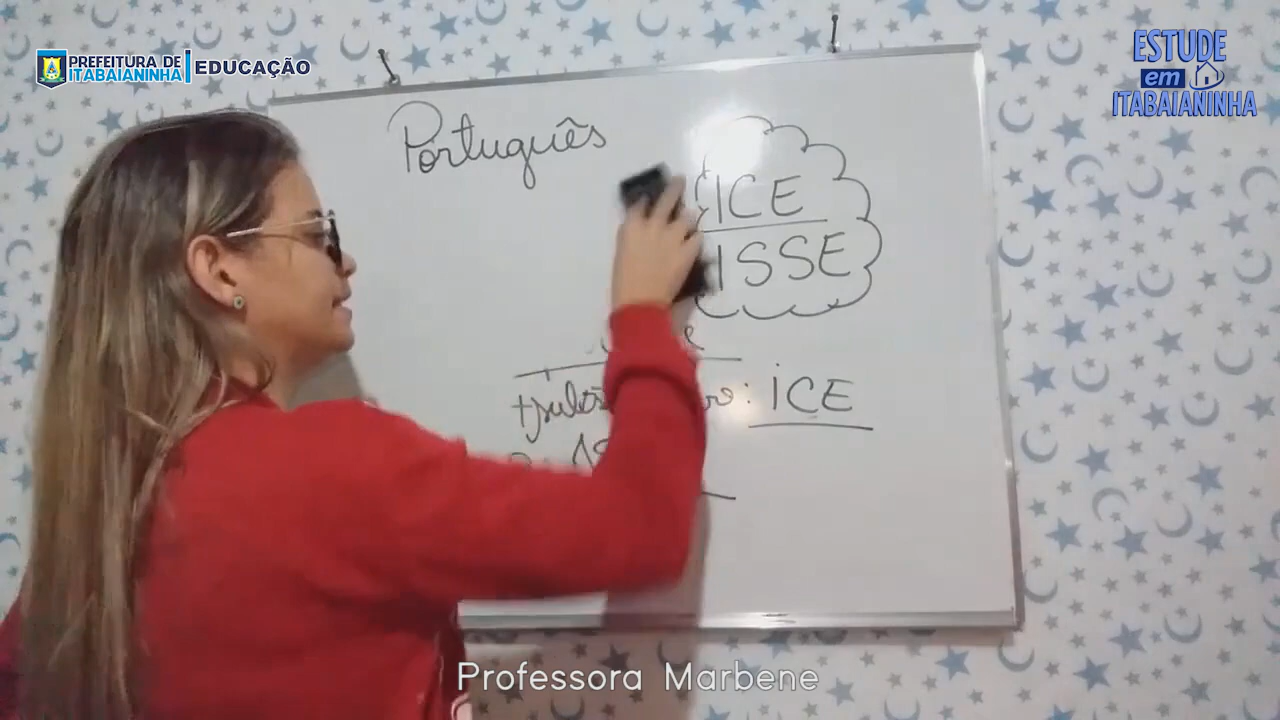 PREFEITURA DE
ITABAIANINHA
EDUCAÇÃO
ESTUDE
em
ITABAIANINHA
Português
ICE
ISSE
ICE
Professora Marbene